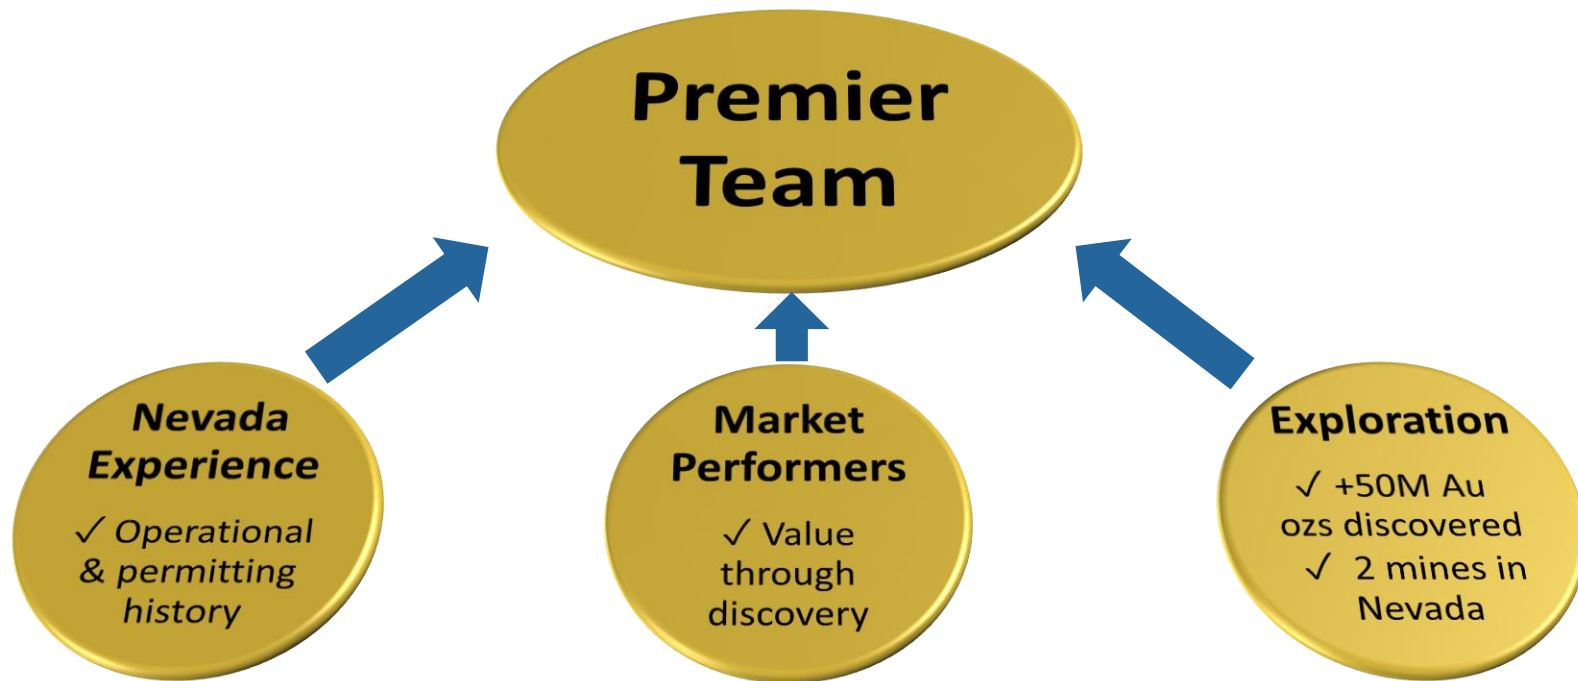 Premier
Team
Nevada
Experience
✓ Operational
& permitting
history
Market
Performers
✓ Value
through
discovery
Exploration
✓ +50M Au
ozs discovered
✓ 2 mines in
Nevada